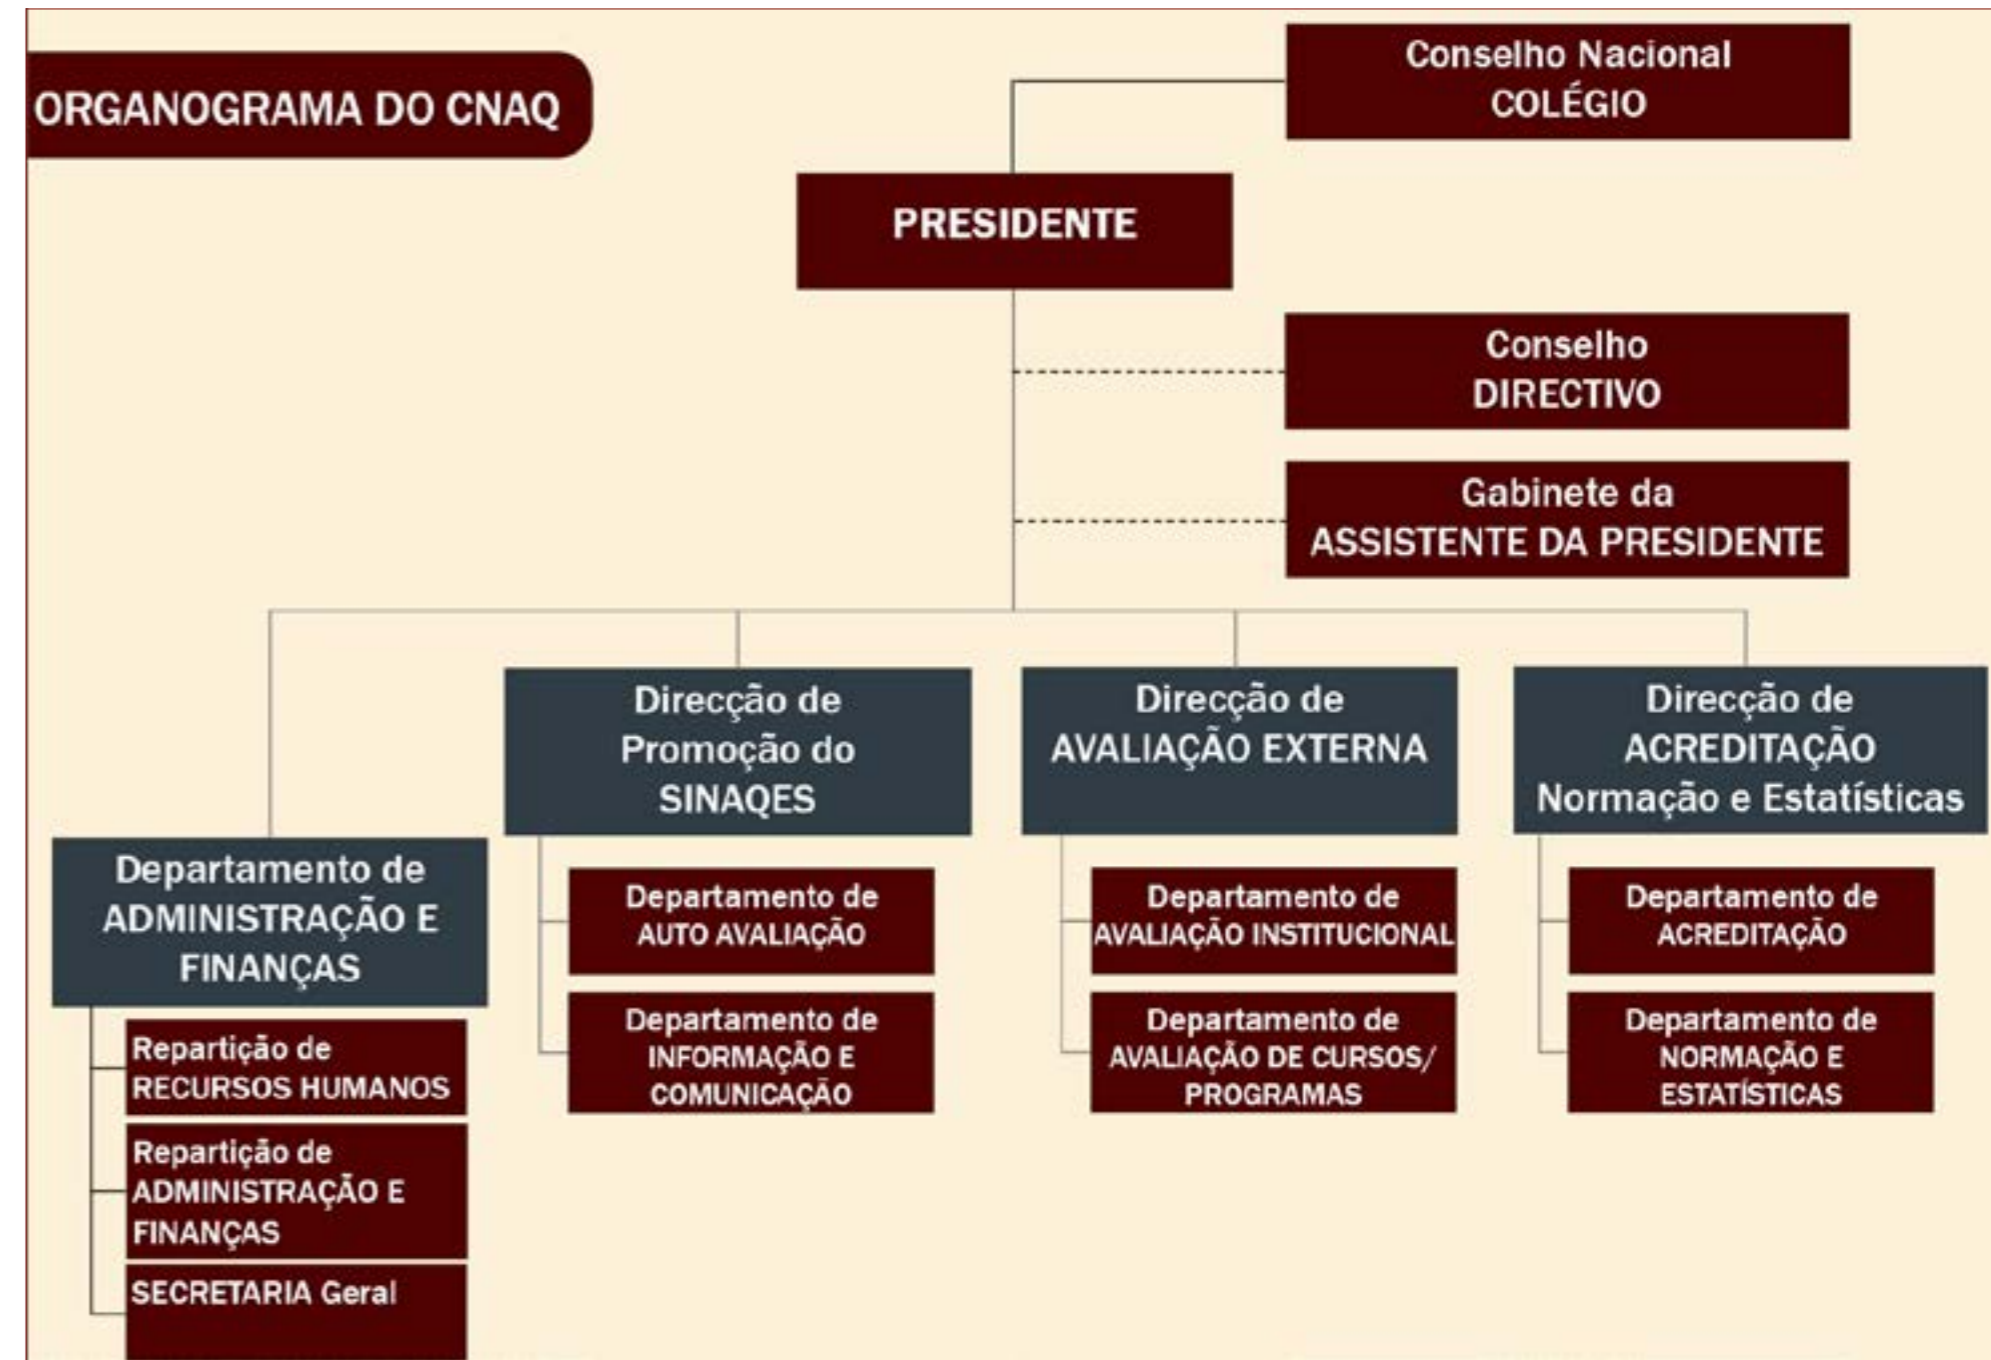 ORGANOGRAMA DO CNAQ
Conselho Nacional
COLÉGIO
PRESIDENTE
Conselho
DIRECTIVO
Gabinete da
ASSISTENTE DA PRESIDENTE
Departamento de
ADMINISTRAÇÃO E
FINANÇAS
Repartição de
RECURSOS HUMANOS
Repartição de
ADMINISTRAÇÃO E
FINANÇAS
SECRETARIA Geral
Direcção de
Promoção do
SINAQES
Departamento de
AUTO AVALIAÇÃO
Departamento de
INFORMAÇÃO E
COMUNICAÇÃO
Direcção de
AVALIAÇÃO EXTERNA
Departamento de
AVALIAÇÃO INSTITUCIONAL
Departamento de
AVALIAÇÃO DE CURSOS/
PROGRAMAS
Direcção de
ACREDITAÇÃO
Normação e Estatísticas
Departamento de
ACREDITAÇÃO
Departamento de
NORMAÇÃO E
ESTATÍSTICAS